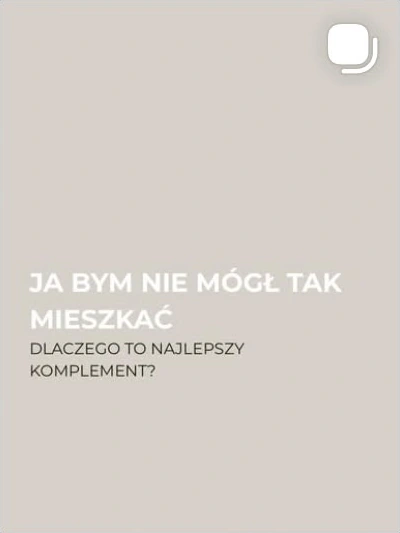 JA BYM NIE MÓGŁ TAK
MIESZKAĆ
DLACZEGO TO NAJLEPSZY
KOMPLEMENT?